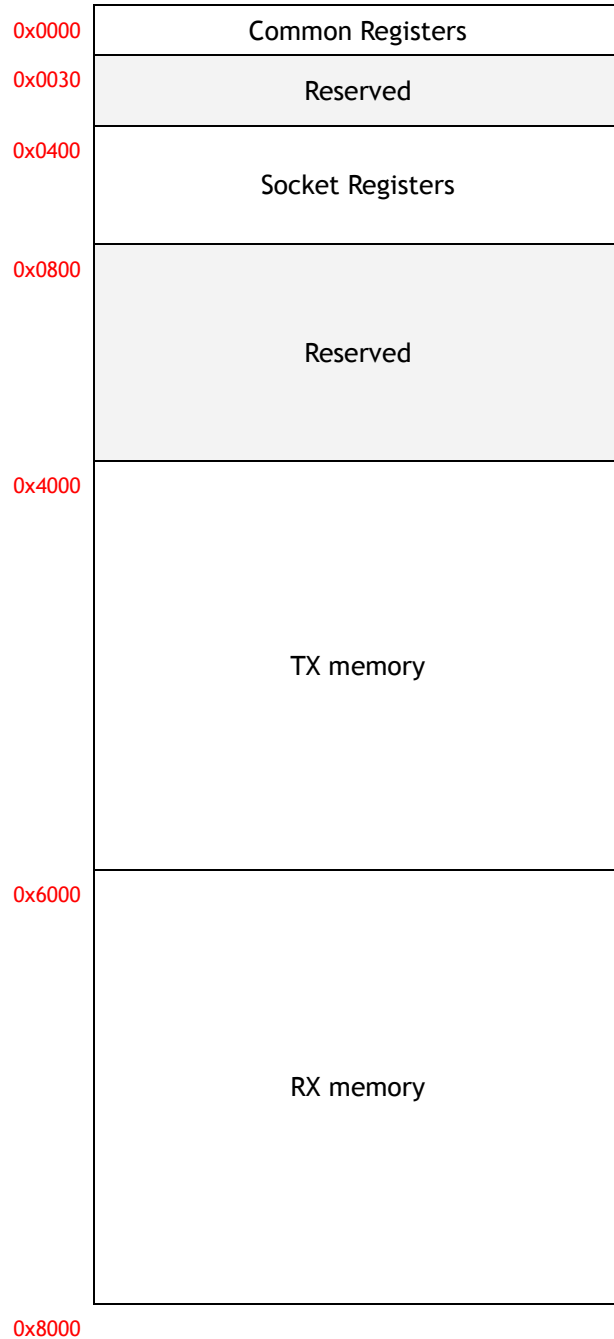 0x0000
Common Registers
0x0030
Reserved
0x0400
Socket Registers
0x0800
Reserved
0x4000
TX memory
0x6000
RX memory
0x8000